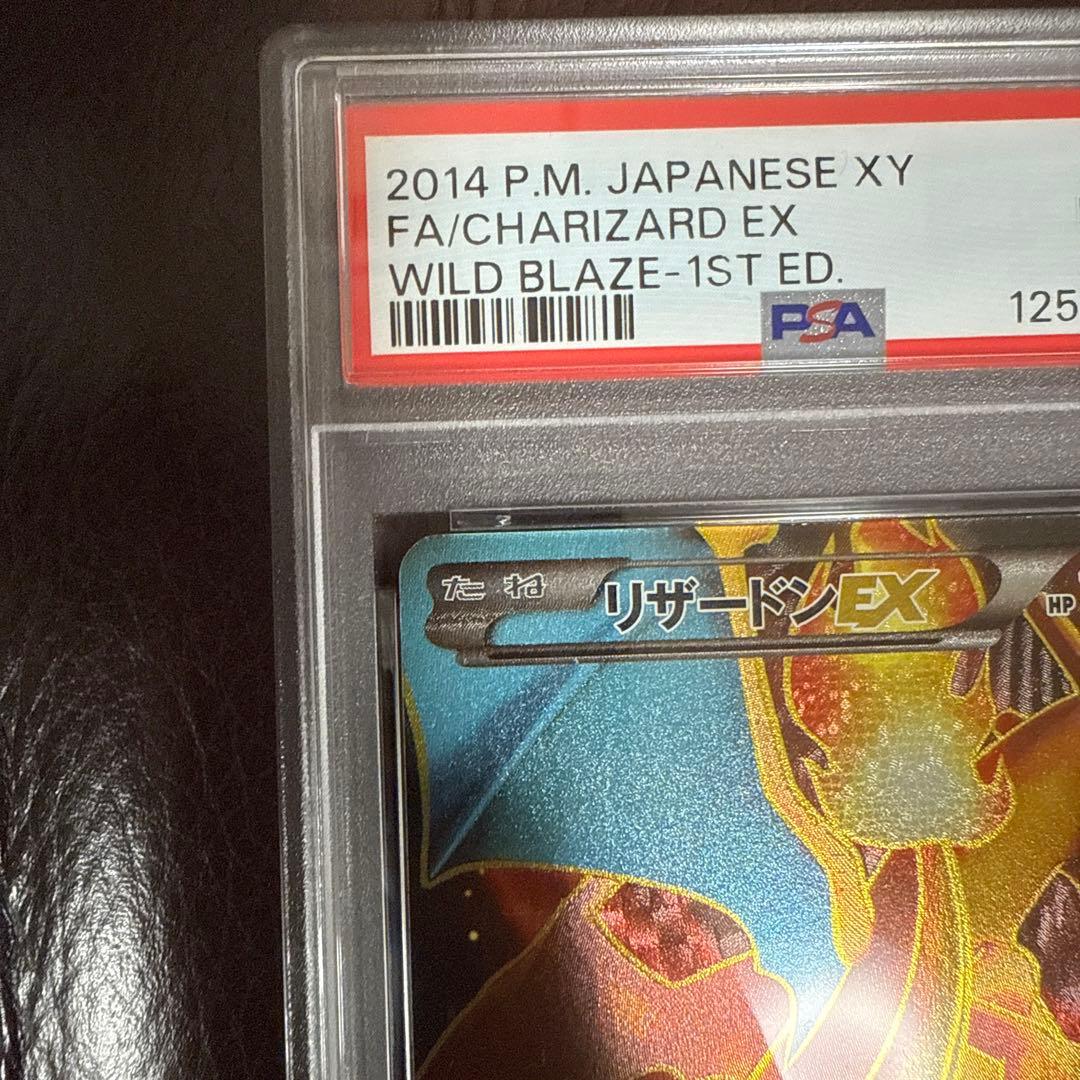 2014 P.M. JAPANESE XY
FA/CHARIZARD EX
WILD BLAZE-1ST ED.
PSA
125
たね リザードンEX HP